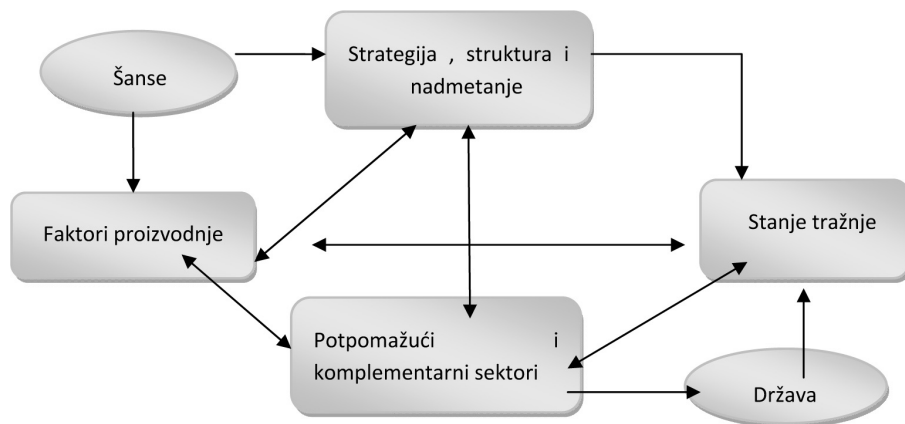 Šanse
Strategija , struktura i
nadmetanje
Faktori proizvodnje
Stanje tražnje
Potpomažući i
komplementarni sektori
Država